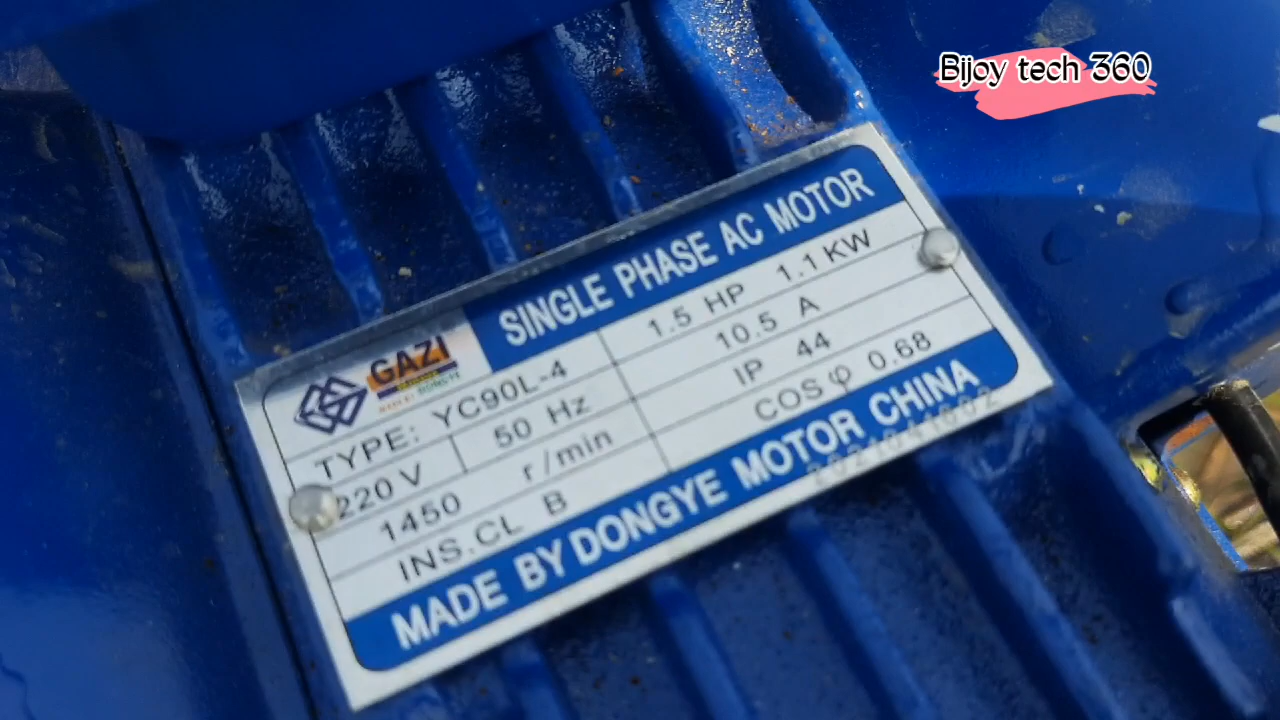 Bijoy tech 360
GAZI
SINGLE PHASE AC MOTOR
TYPE: YC90L-4
1.5 HP 1.1 KW
220 V 50 Hz
10.5 A
1450 r/min
IP 44
INS.CL B
COS φ 0.68
MADE BY DONGYE MOTOR CHINA